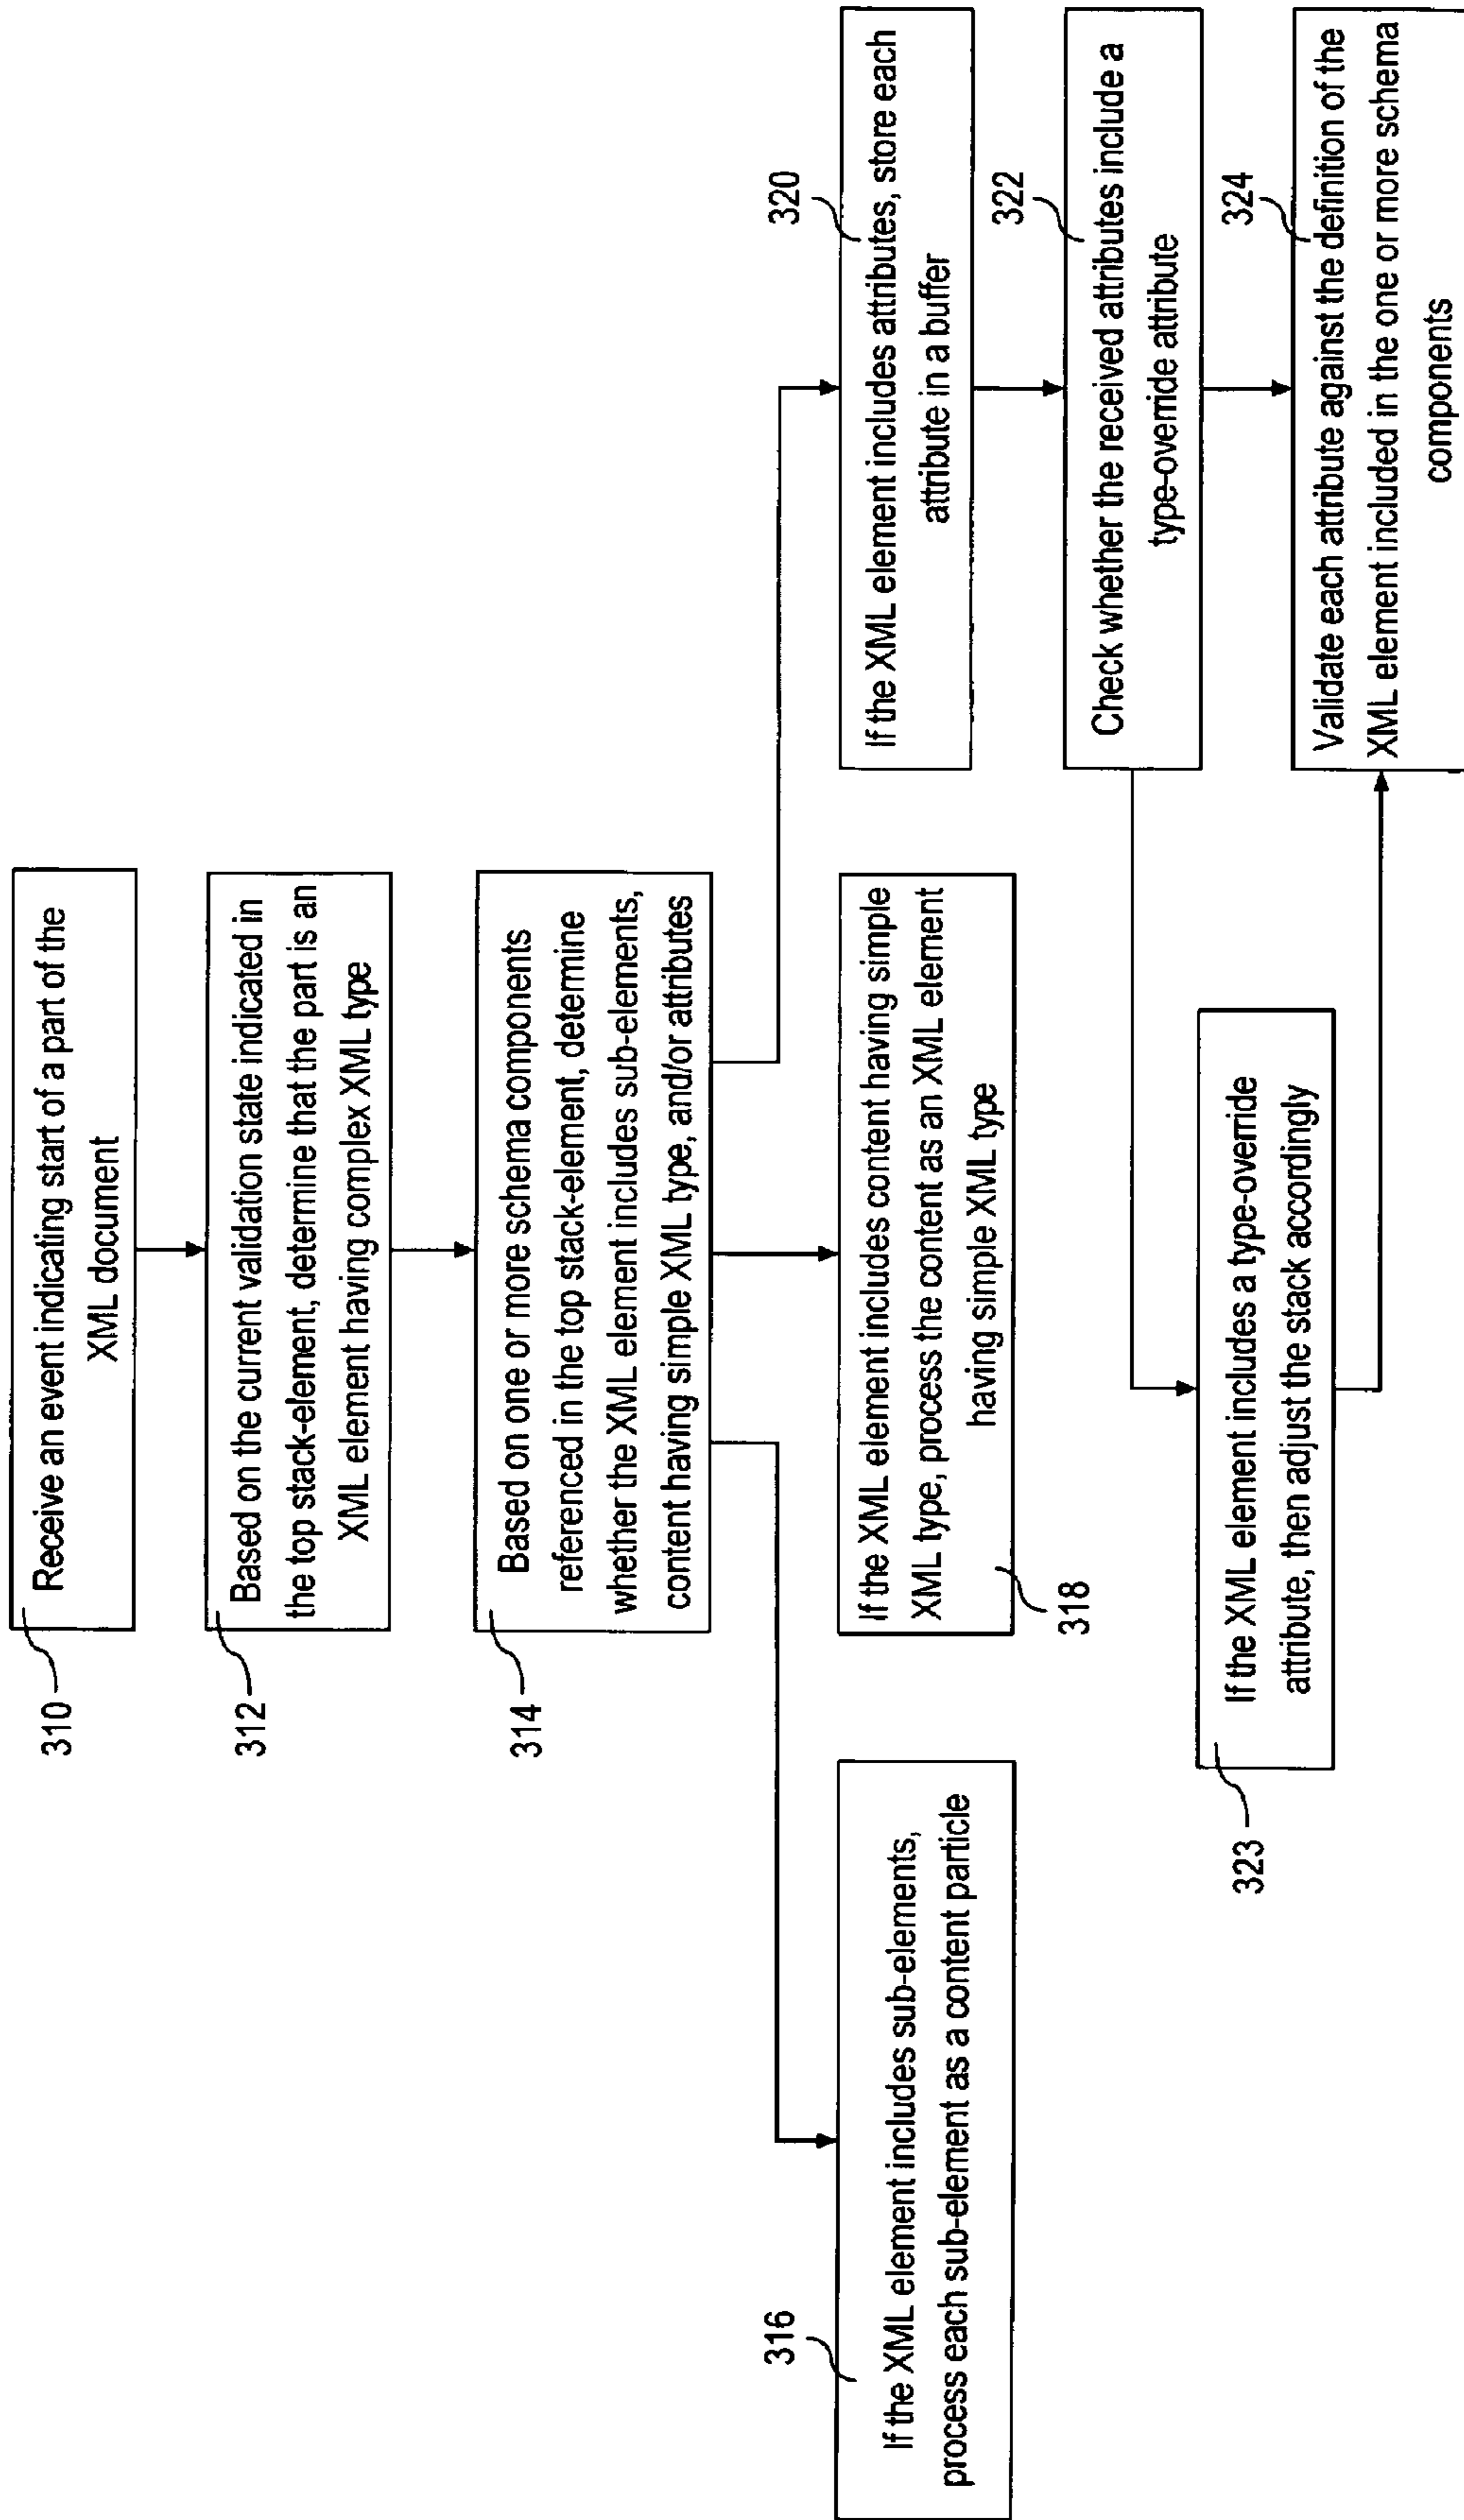 310
Receive an event indicating start of a part of the
XML document
312
Based on the current validation state indicated in
the top stack-element, determine that the part is an
XML element having complex XML type
314
Based on one or more schema components
referenced in the top stack-element, determine
whether the XML element includes sub-elements,
content having simple XML type, and/or attributes
316
If the XML element includes sub-elements,
process each sub-element as a content particle
If the XML element includes content having simple
XML type, process the content as an XML element
having simple XML type
318
320
If the XML element includes attributes, store each
attribute in a buffer
322
Check whether the received attributes include a
type-override attribute
323
If the XML element includes a type-override
attribute, then adjust the stack accordingly
324
Validate each attribute against the definition of the
XML element included in the one or more schema
components